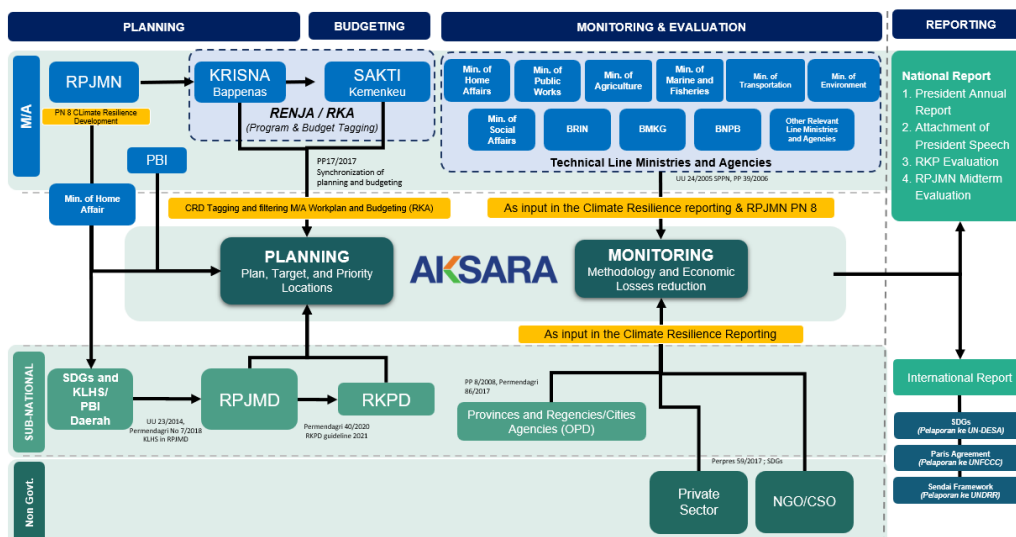 PLANNING
BUDGETING
MONITORING & EVALUATION
REPORTING
M/A
RPJMN
PN 8 CLimate Resilience
Development
KRISNA
Bappenas
SAKTI
Kemenkeu
RENJA / RKA
(Program & Budget Tagging)
Min. of
Home
Affairs
Min. of
Public
Works
Min. of
Agriculture
Min. of
Marine and
Fisheries
Min. of
Transportation
Min. of
Environment
Min. of
Social
Affairs
BRIN
BMKG
BNPB
Other Relevant
Line Ministries
and Agencies
Technical Line Ministries and Agencies
UU 24/2005 SPPN, PP 39/2006
National Report
1. President Annual
Report
2. Attachment of
President Speech
3. RKP Evaluation
4. RPJMN Midterm
Evaluation
PBI
Min. of Home
Affair
PP17/2017
Synchronization of
planning and budgeting
CRD Tagging and filtering M/A Workplan and Budgeting (RKA)
As input in the Climate Resilience reporting & RPJMN PN 8
PLANNING
Plan, Target, and Priority
Locations
AKSARA
MONITORING
Methodology and Economic
Losses reduction
As input in the Climate Resilience Reporting
SUB-NATIONAL
SDGs and
KLHS/
PBI
Daerah
UU 23/2014,
Permendagri No 7/2018
KLHS in RPJMD
RPJMD
Permendagri 40/2020
RKPD guideline 2021
RKPD
PP 8/2008, Permendagri
86/2017
Provinces and Regencies/Cities
Agencies (OPD)
Perpres 59/2017 ; SDGs
International Report
SDGs
(Pelaporan ke UN-DESA)
Paris Agreement
(Pelaporan ke UNFCCC)
Sendai Framework
(Pelaporan ke UNDRR)
Non Govt.
Private
Sector
NGO/CSO